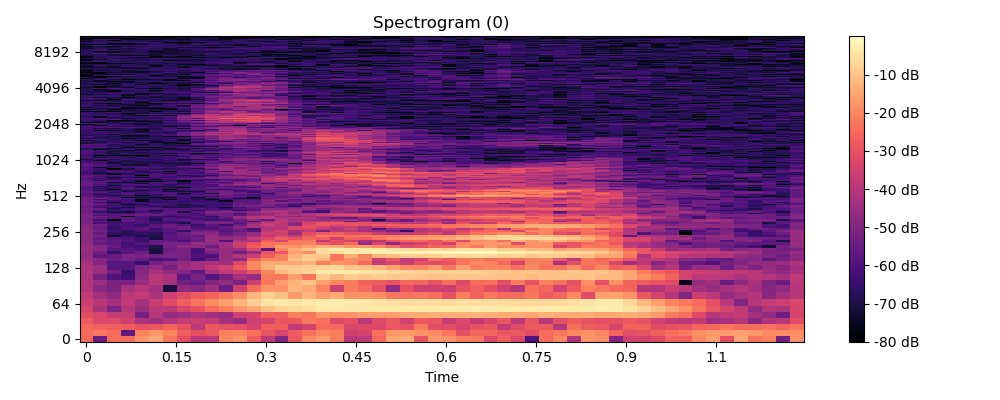 Spectrogram (0)
8192
4096
2048
1024
512
256
128
64
0
Hz
0
0.15
0.3
0.45
0.6
0.75
0.9
1.1
Time
-10 dB
-20 dB
-30 dB
-40 dB
-50 dB
-60 dB
-70 dB
-80 dB